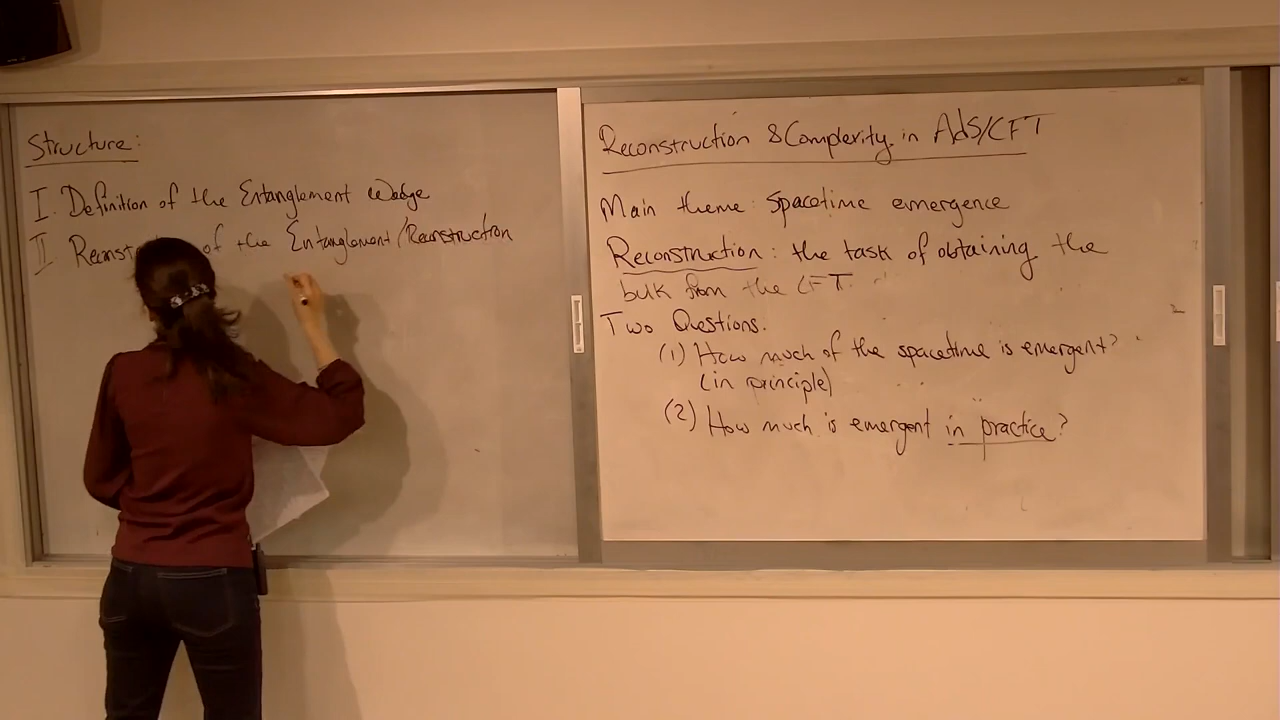 Structure:
I. Definition of the Entanglement Wedge
II of the Entanglement/Reconstruction
Reconstruction & Complexity in AdS/CFT
Main theme: spacetime emergence
Reconstruction: the task of obtaining the
bulk from the CFT.
Two Questions.
(1) How much of the spacetime is emergent?
(in principle)
(2) How much is emergent in practice?